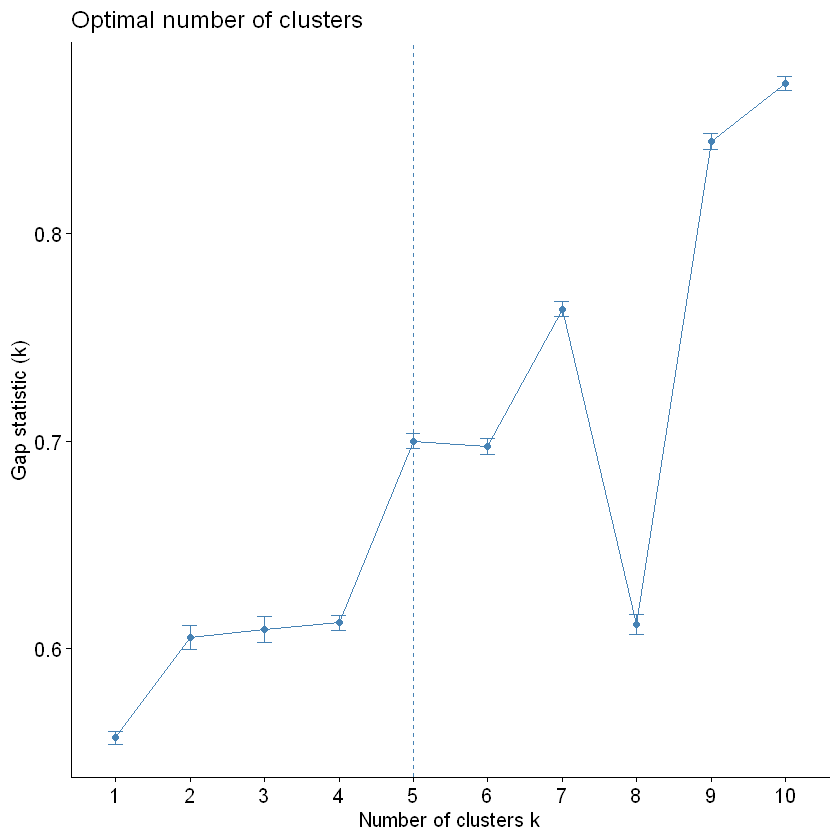 Optimal number of clusters
Gap statistic (k)
0.8
0.7
0.6
1 2 3 4 5 6 7 8 9 10
Number of clusters k